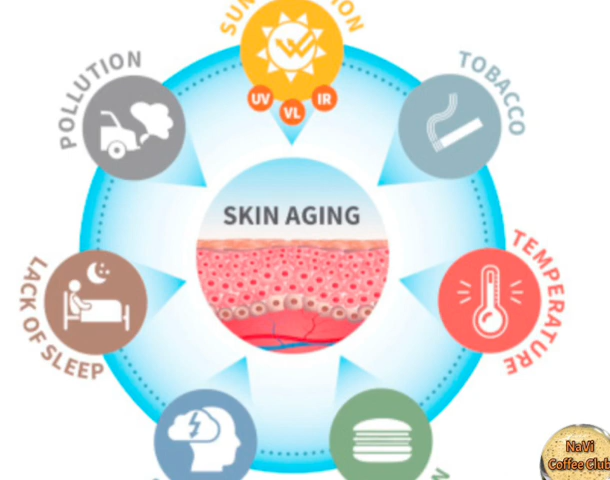 POLLUTION
UV
VL
IR
TOBACCO
SKIN AGING
LACK OF SLEEP
TEMPERATURE
NaVi
Coffee Club